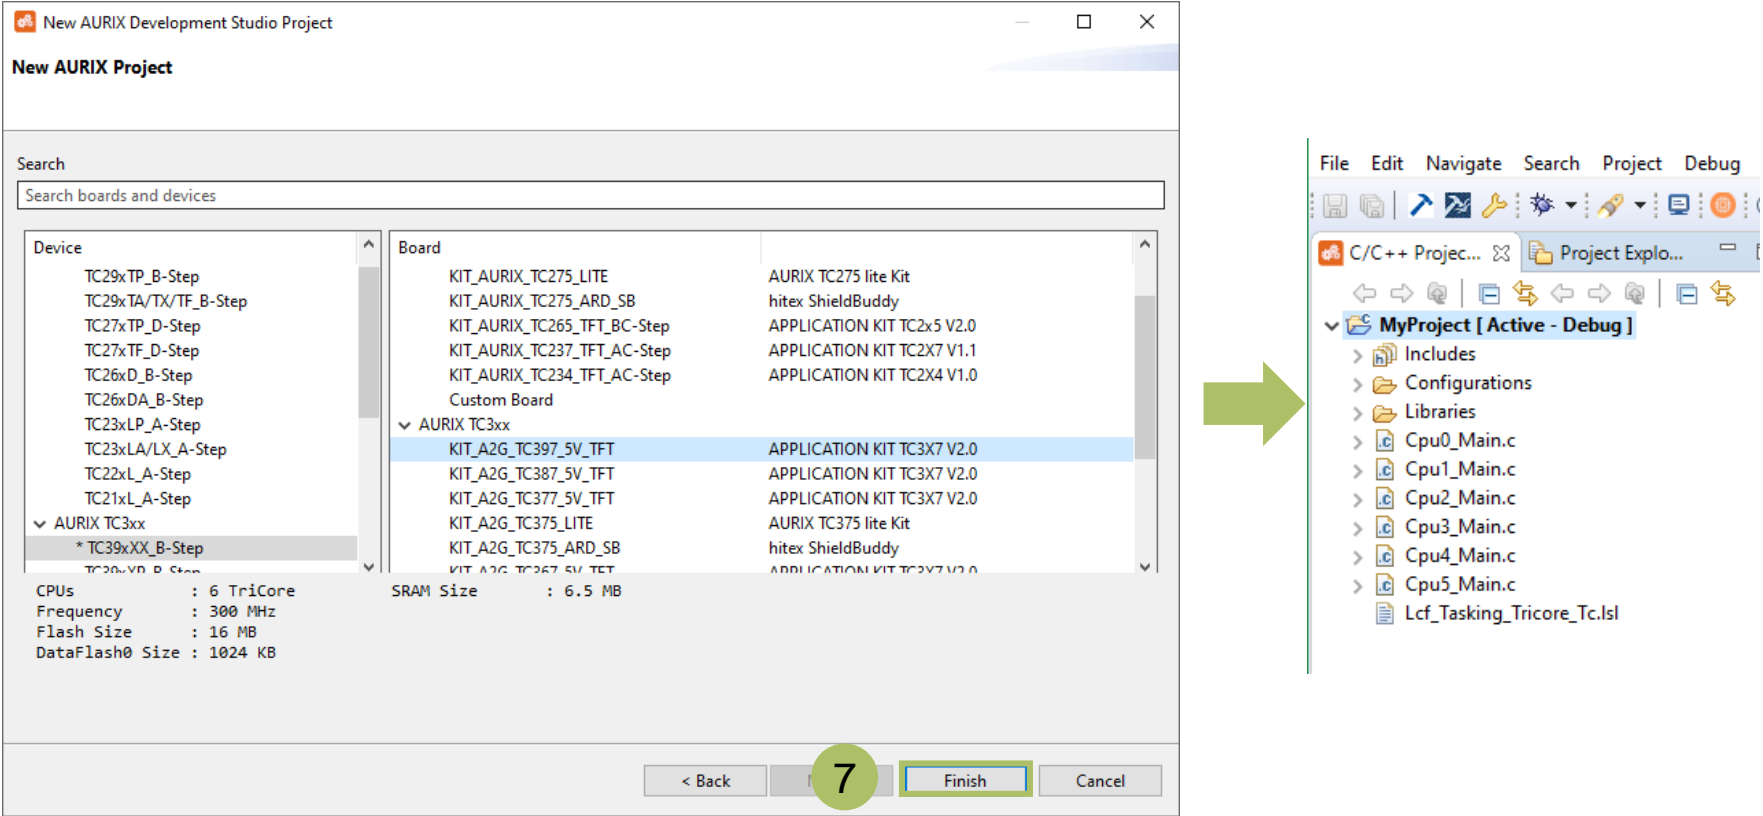 New AURIX Development Studio Project
New AURIX Project
Search
Search boards and devices
Device
TC29xTP_B-Step
TC29xTA/TX/TF_B-Step
TC27xTP_D-Step
TC27xTF_D-Step
TC26xD_B-Step
TC26xDA_B-Step
TC23xLP_A-Step
TC23xLA/LX_A-Step
TC22xL_A-Step
TC21xL_A-Step
AURIX TC3xx
* TC39xXX_B-Step
Board
KIT_AURIX_TC275_LITE AURIX TC275 lite Kit
KIT_AURIX_TC275_ARD_SB hitex ShieldBuddy
KIT_AURIX_TC265_TFT_BC-Step APPLICATION KIT TC2x5 V2.0
KIT_AURIX_TC237_TFT_AC-Step APPLICATION KIT TC2X7 V1.1
KIT_AURIX_TC234_TFT_AC-Step APPLICATION KIT TC2X4 V1.0
Custom Board
AURIX TC3xx
KIT_A2G_TC397_5V_TFT APPLICATION KIT TC3X7 V2.0
KIT_A2G_TC387_5V_TFT APPLICATION KIT TC3X7 V2.0
KIT_A2G_TC377_5V_TFT APPLICATION KIT TC3X7 V2.0
KIT_A2G_TC375_LITE AURIX TC375 lite Kit
KIT_A2G_TC375_ARD_SB hitex ShieldBuddy
KIT_A2G_TC367_5V_TFT APPLICATION KIT TC3X7 V2.0
CPUs : 6 TriCore SRAM Size : 6.5 MB
Frequency : 300 MHz
Flash Size : 16 MB
DataFlash0 Size : 1024 KB
< Back
7
Finish
Cancel
File Edit Navigate Search Project Debug
C/C++ Projec... Project Explo...
MyProject [ Active - Debug ]
Includes
Configurations
Libraries
Cpu0_Main.c
Cpu1_Main.c
Cpu2_Main.c
Cpu3_Main.c
Cpu4_Main.c
Cpu5_Main.c
Lcf_Tasking_Tricore_Tc.lsl